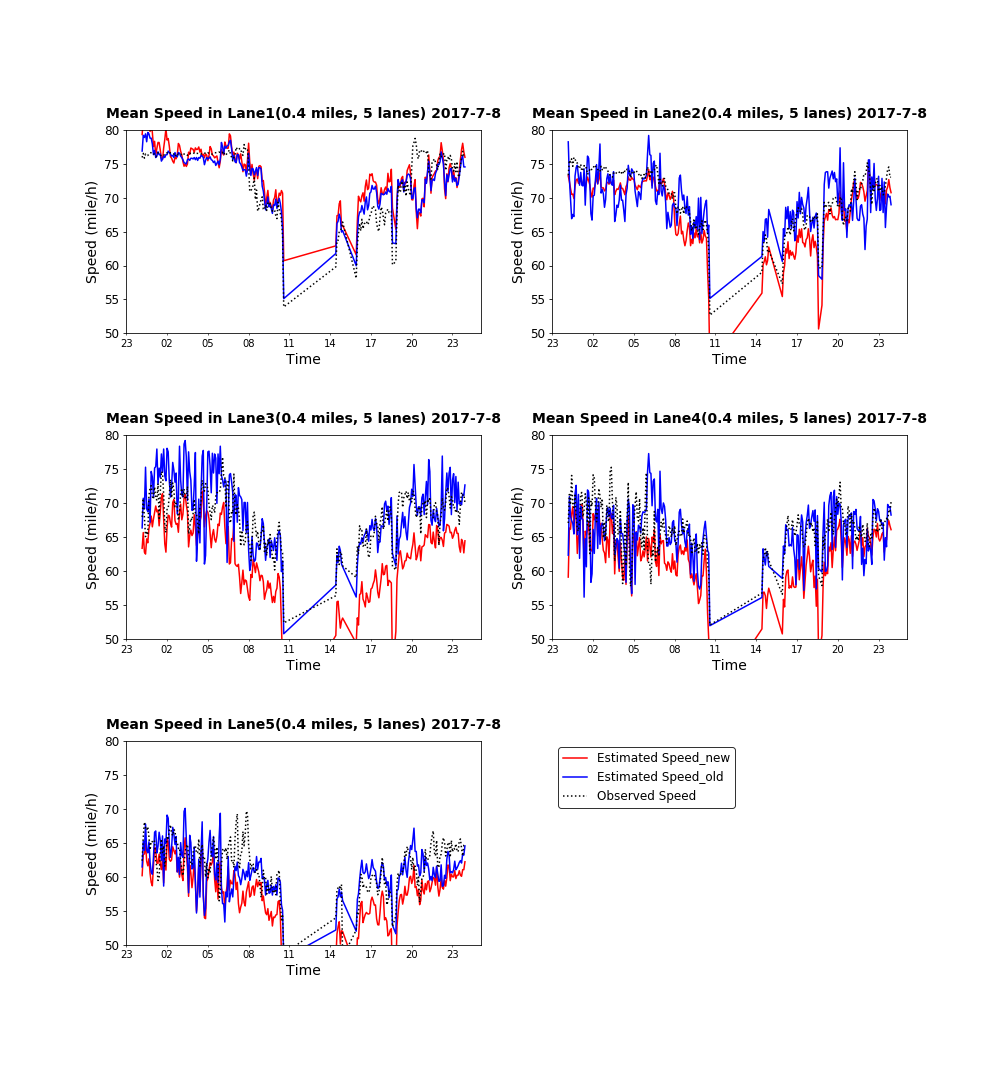 Mean Speed in Lane1(0.4 miles, 5 lanes) 2017-7-8
80
75
70
65
60
55
50
Speed (mile/h)
23 02 05 08 11 14 17 20 23
Time
Mean Speed in Lane2(0.4 miles, 5 lanes) 2017-7-8
80
75
70
65
60
55
50
Speed (mile/h)
23 02 05 08 11 14 17 20 23
Time
Mean Speed in Lane3(0.4 miles, 5 lanes) 2017-7-8
80
75
70
65
60
55
50
Speed (mile/h)
23 02 05 08 11 14 17 20 23
Time
Mean Speed in Lane4(0.4 miles, 5 lanes) 2017-7-8
80
75
70
65
60
55
50
Speed (mile/h)
23 02 05 08 11 14 17 20 23
Time
Mean Speed in Lane5(0.4 miles, 5 lanes) 2017-7-8
80
75
70
65
60
55
50
Speed (mile/h)
23 02 05 08 11 14 17 20 23
Time
Estimated Speed_new
Estimated Speed_old
Observed Speed